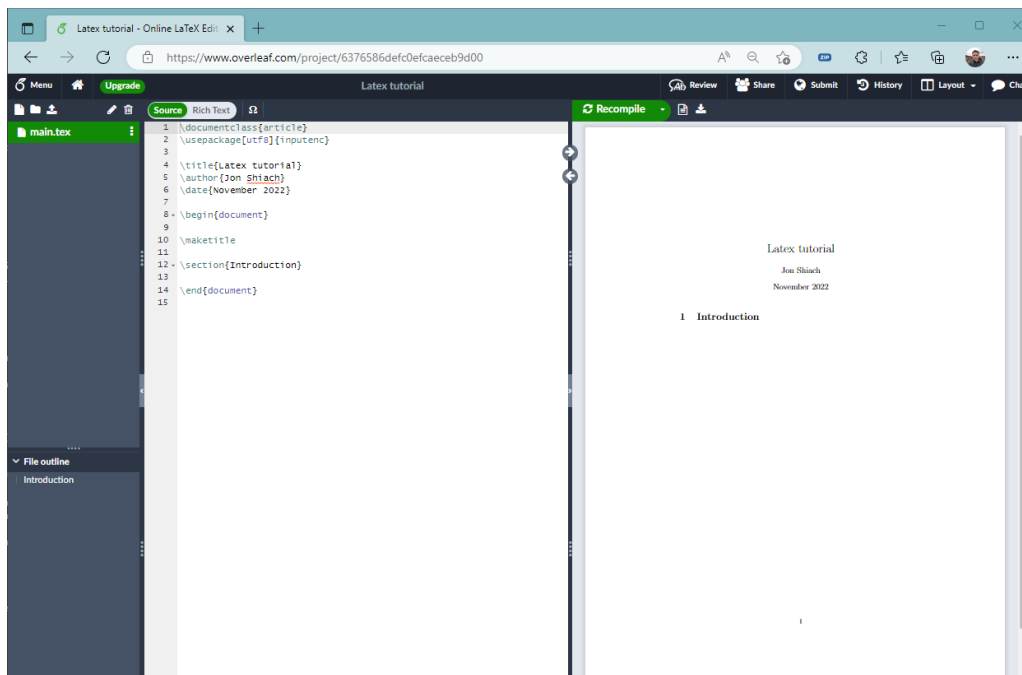 Latex tutorial - Online LaTeX Edit
https://www.overleaf.com/project/6376586defc0efcaeceb9d00
ZIP
Menu Upgrade Latex tutorial Review Share Submit History Layout Cha
Source Rich Text Ω Recompile
main.tex
1 \documentclass{article}
2 \usepackage[utf8]{inputenc}
3
4 \title{Latex tutorial}
5 \author{Jon Shiach}
6 \date{November 2022}
7
8 \begin{document}
9
10 \maketitle
11
12 \section{Introduction}
13
14 \end{document}
15
File outline
Introduction
Latex tutorial
Jon Shiach
November 2022
1 Introduction
1